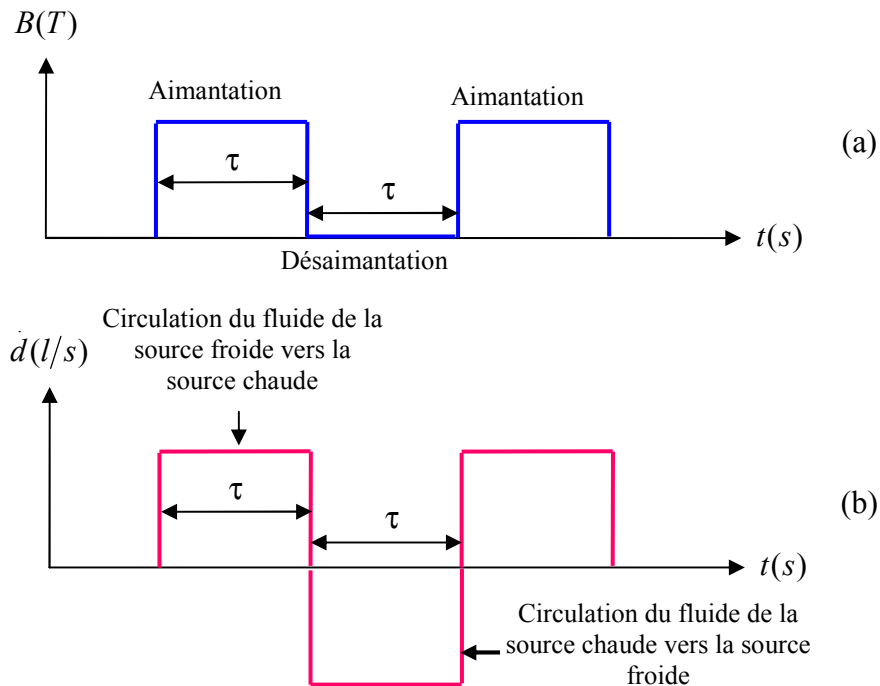 B(T)
Aimantation
Aimantation
(a)
τ
τ
t(s)
Désaimantation
Circulation du fluide de la
source froide vers la
source chaude
ḋ(l/s)
τ
τ
(b)
t(s)
Circulation du fluide de la
source chaude vers la source
froide